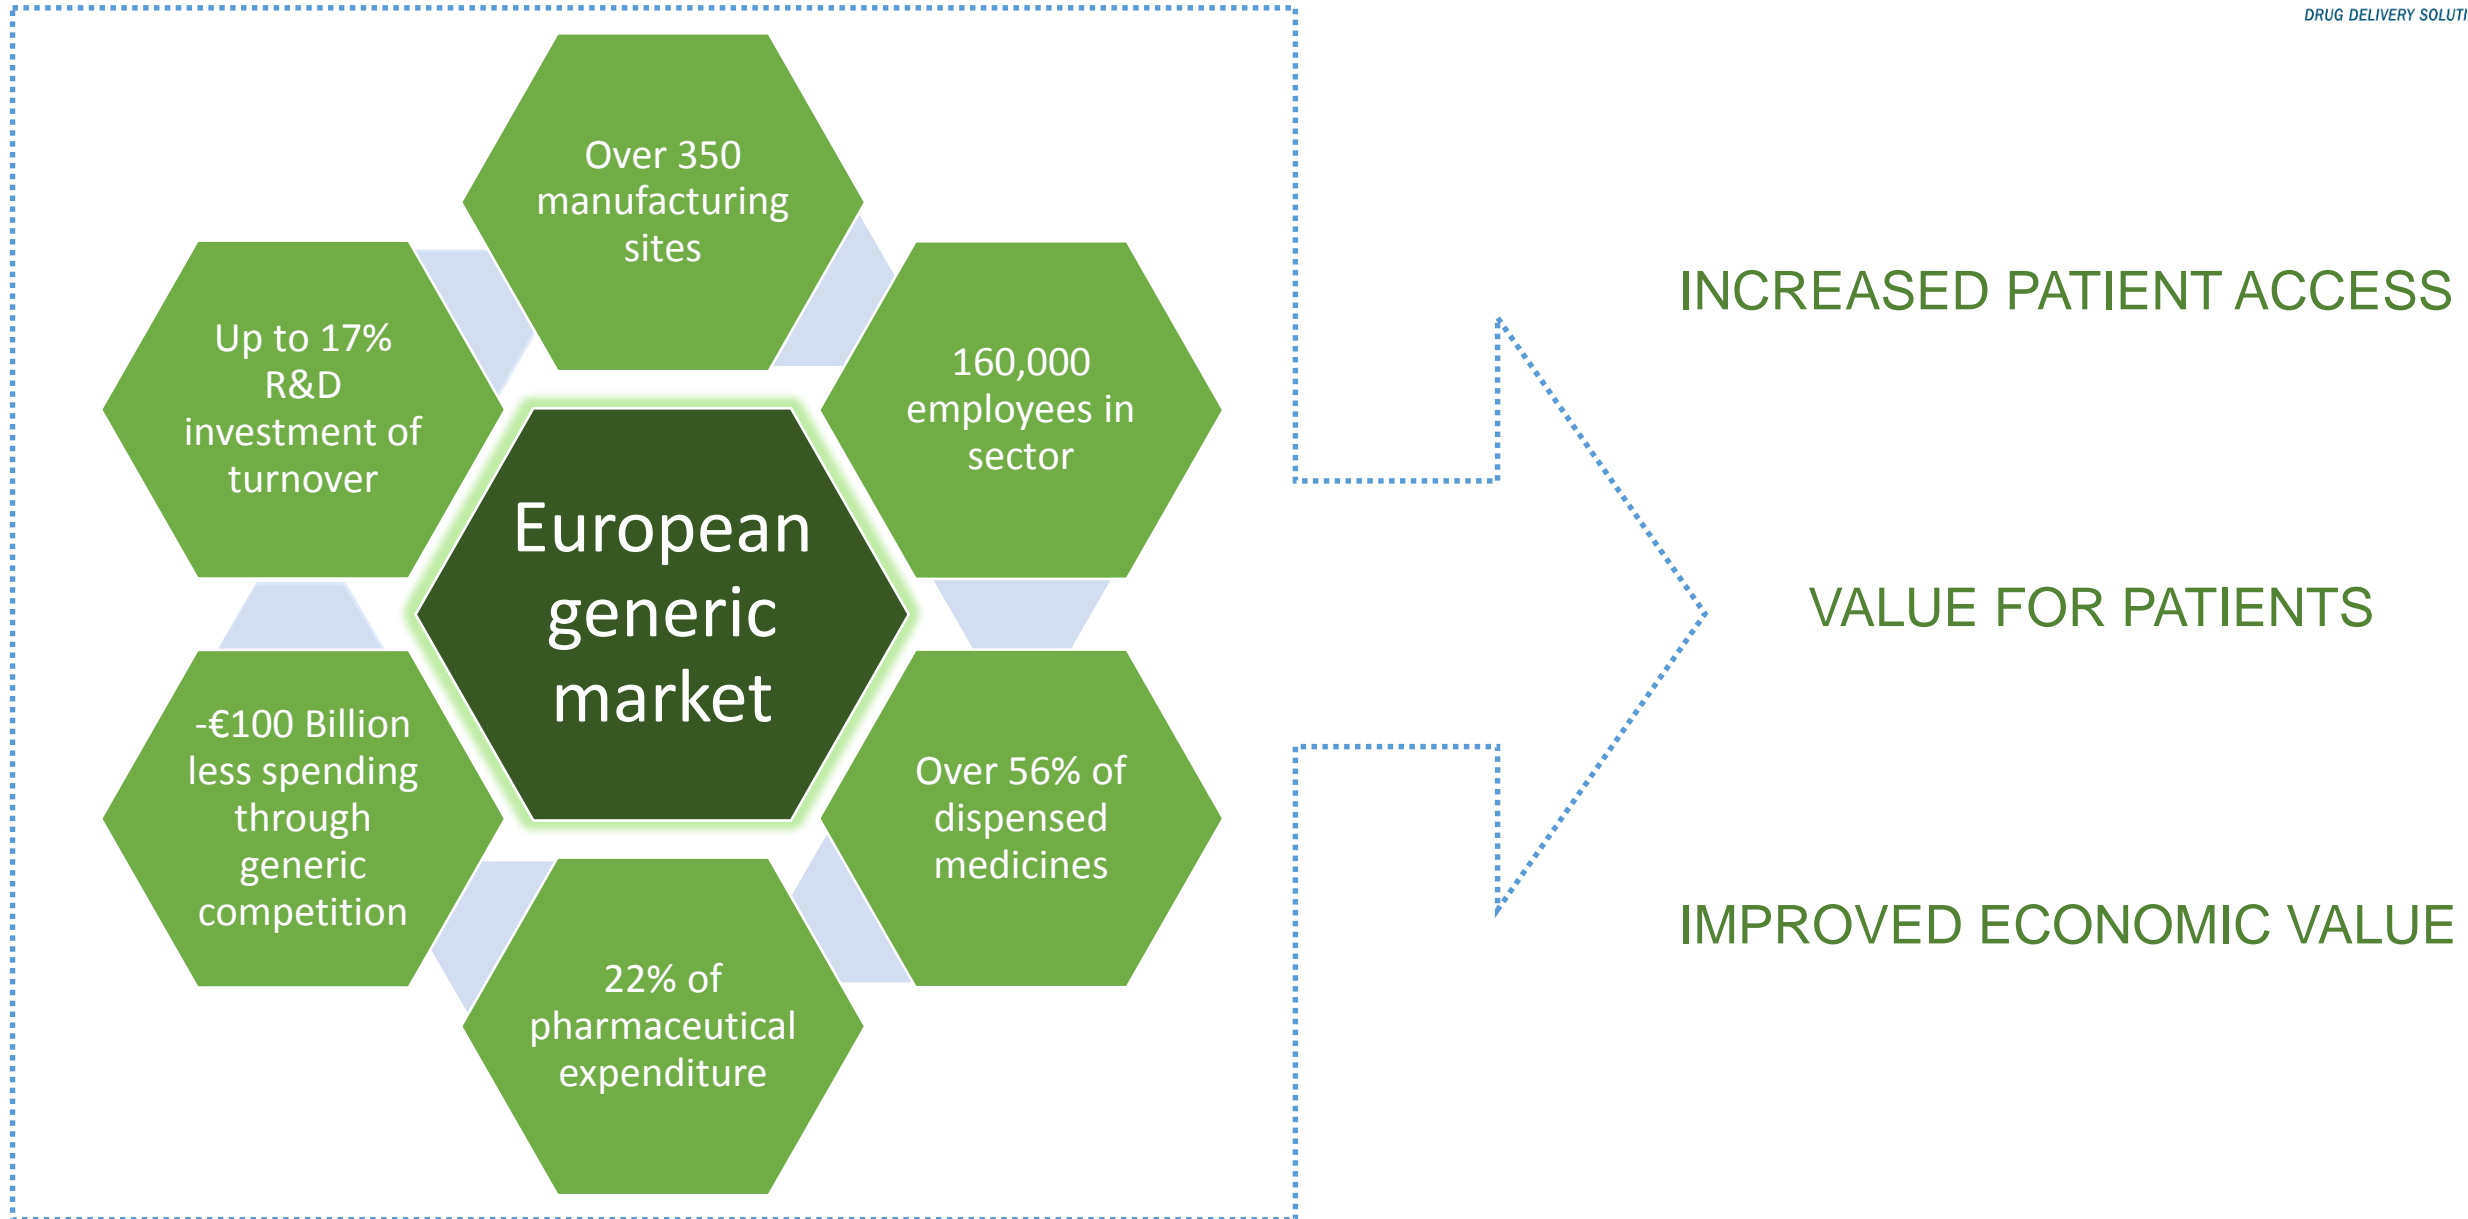 DRUG DELIVERY SOLUTI
Over 350
manufacturing
sites
160,000
employees in
sector
Over 56% of
dispensed
medicines
22% of
pharmaceutical
expenditure
-€100 Billion
less spending
through
generic
competition
Up to 17%
R&D
investment of
turnover
European
generic
market
INCREASED PATIENT ACCESS
VALUE FOR PATIENTS
IMPROVED ECONOMIC VALUE